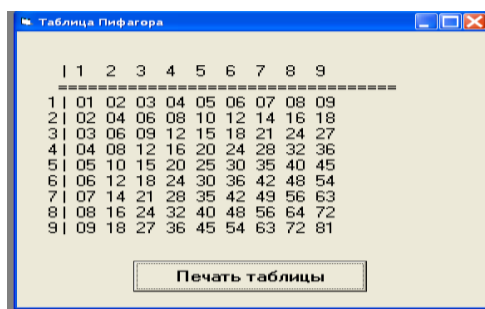 Таблица Пифагора
| 1 2 3 4 5 6 7 8 9
===================================
1| 01 02 03 04 05 06 07 08 09
2| 02 04 06 08 10 12 14 16 18
3| 03 06 09 12 15 18 21 24 27
4| 04 08 12 16 20 24 28 32 36
5| 05 10 15 20 25 30 35 40 45
6| 06 12 18 24 30 36 42 48 54
7| 07 14 21 28 35 42 49 56 63
8| 08 16 24 32 40 48 56 64 72
9| 09 18 27 36 45 54 63 72 81
Печать таблицы